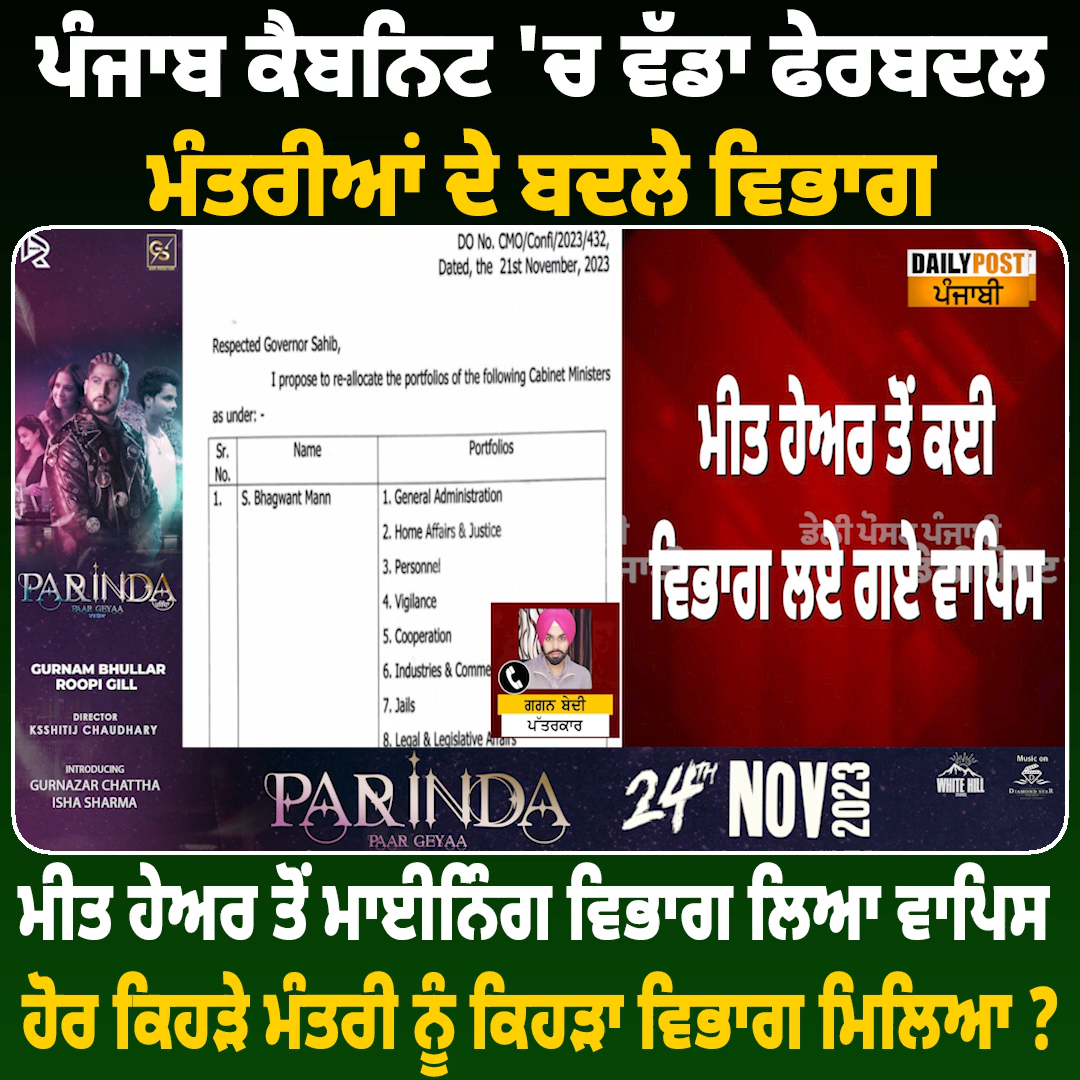 ਪੰਜਾਬ ਕੈਬਨਿਟ 'ਚ ਵੱਡਾ ਫੇਰਬਦਲ
ਮੰਤਰੀਆਂ ਦੇ ਬਦਲੇ ਵਿਭਾਗ
DO No. CMO/Confi/2023/432,
Dated, the 21st November, 2023
Respected Governor Sahib,
I propose to re-allocate the portfolios of the following Cabinet Ministers
as under: -
Sr. No. Name Portfolios
1. S. Bhagwant Mann 1. General Administration
2. Home Affairs & Justice
3. Personnel
4. Vigilance
5. Cooperation
6. Industries & Comme
7. Jails
8. Legal & Legislative Affairs
ਗਗਨ ਬੇਦੀ
ਪੱਤਰਕਾਰ
DAILYPOST
ਪੰਜਾਬੀ
ਮੀਤ ਹੇਅਰ ਤੋਂ ਕਈ
ਵਿਭਾਗ ਲਏ ਗਏ ਵਾਪਿਸ
PARINDA
PAAR GEYAA
GURNAM BHULLAR
ROOPI GILL
DIRECTOR
KSSHITIJ CHAUDHARY
INTRODUCING
GURNAZAR CHATTHA
ISHA SHARMA
PARINDA
PAAR GEYAA
24TH NOV 2023
WHITE HILL
Music on
DIAMOND STAR
ਮੀਤ ਹੇਅਰ ਤੋਂ ਮਾਈਨਿੰਗ ਵਿਭਾਗ ਲਿਆ ਵਾਪਿਸ
ਹੋਰ ਕਿਹੜੇ ਮੰਤਰੀ ਨੂੰ ਕਿਹੜਾ ਵਿਭਾਗ ਮਿਲਿਆ ?